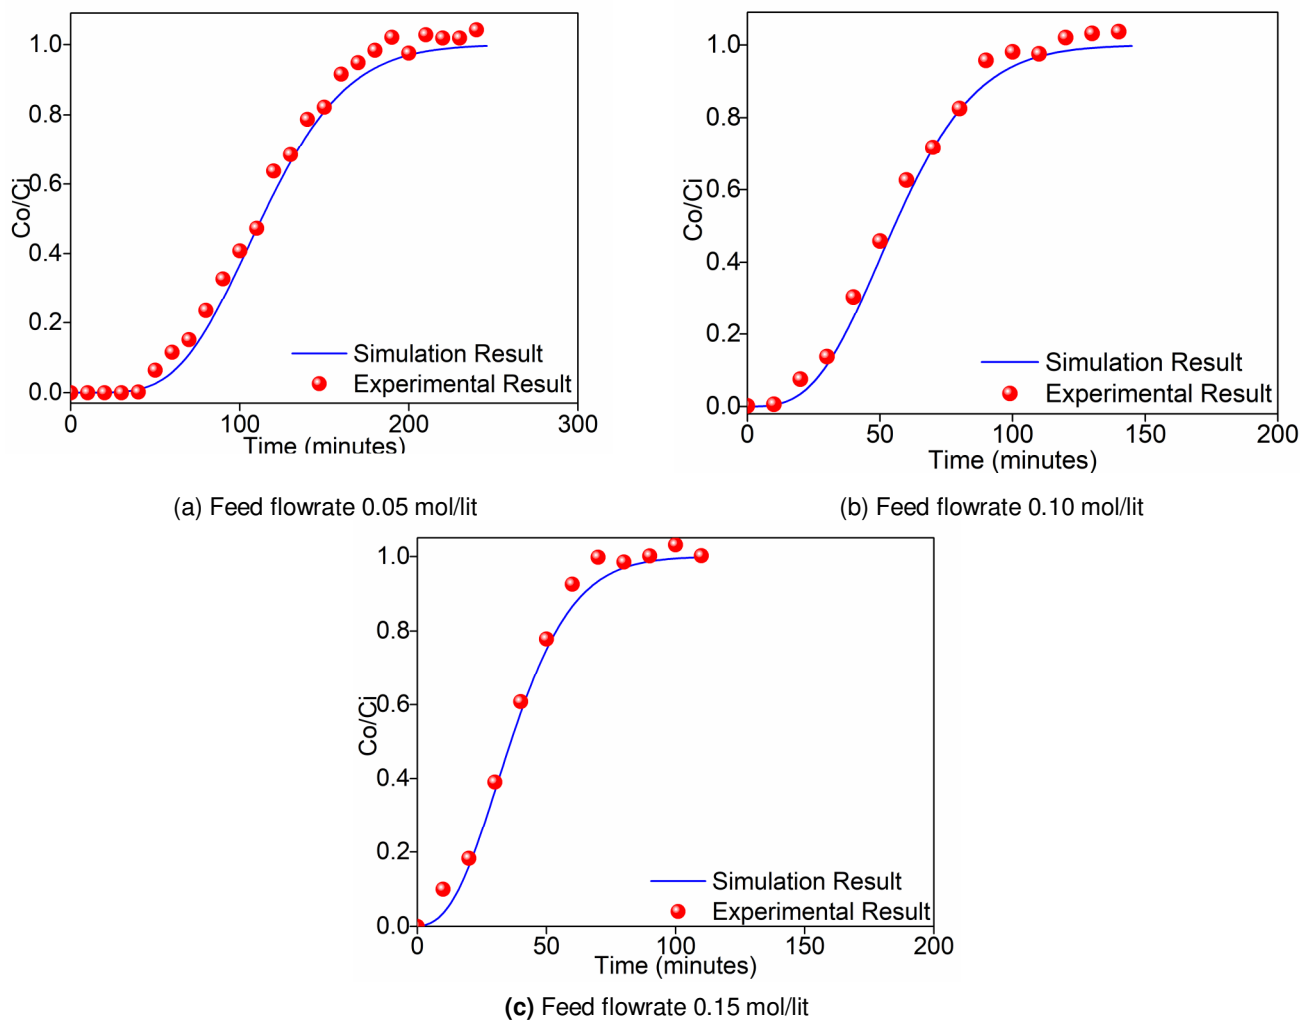 1.0
0.8
0.6
0.4
0.2
0.0
Co/Ci
Simulation Result
Experimental Result
0 100 200 300
Time (minutes)
(a) Feed flowrate 0.05 mol/lit
1.0
0.8
0.6
0.4
0.2
0.0
Co/Ci
Simulation Result
Experimental Result
0 50 100 150 200
Time (minutes)
(b) Feed flowrate 0.10 mol/lit
1.0
0.8
0.6
0.4
0.2
0.0
Co/Ci
Simulation Result
Experimental Result
0 50 100 150 200
Time (minutes)
(c) Feed flowrate 0.15 mol/lit